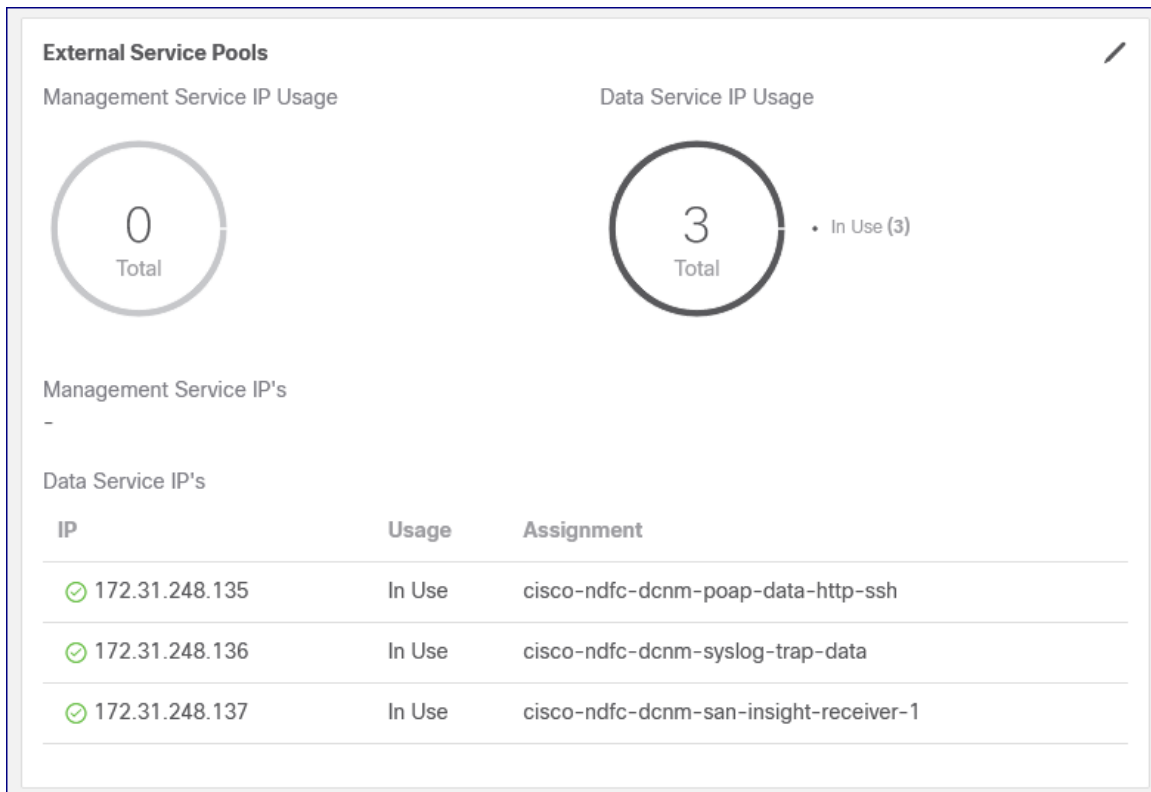 External Service Pools
Management Service IP Usage
Data Service IP Usage
0
Total
3
Total
• In Use (3)
Management Service IP's
-
Data Service IP's
IP Usage Assignment
172.31.248.135 In Use cisco-ndfc-dcnm-poap-data-http-ssh
172.31.248.136 In Use cisco-ndfc-dcnm-syslog-trap-data
172.31.248.137 In Use cisco-ndfc-dcnm-san-insight-receiver-1